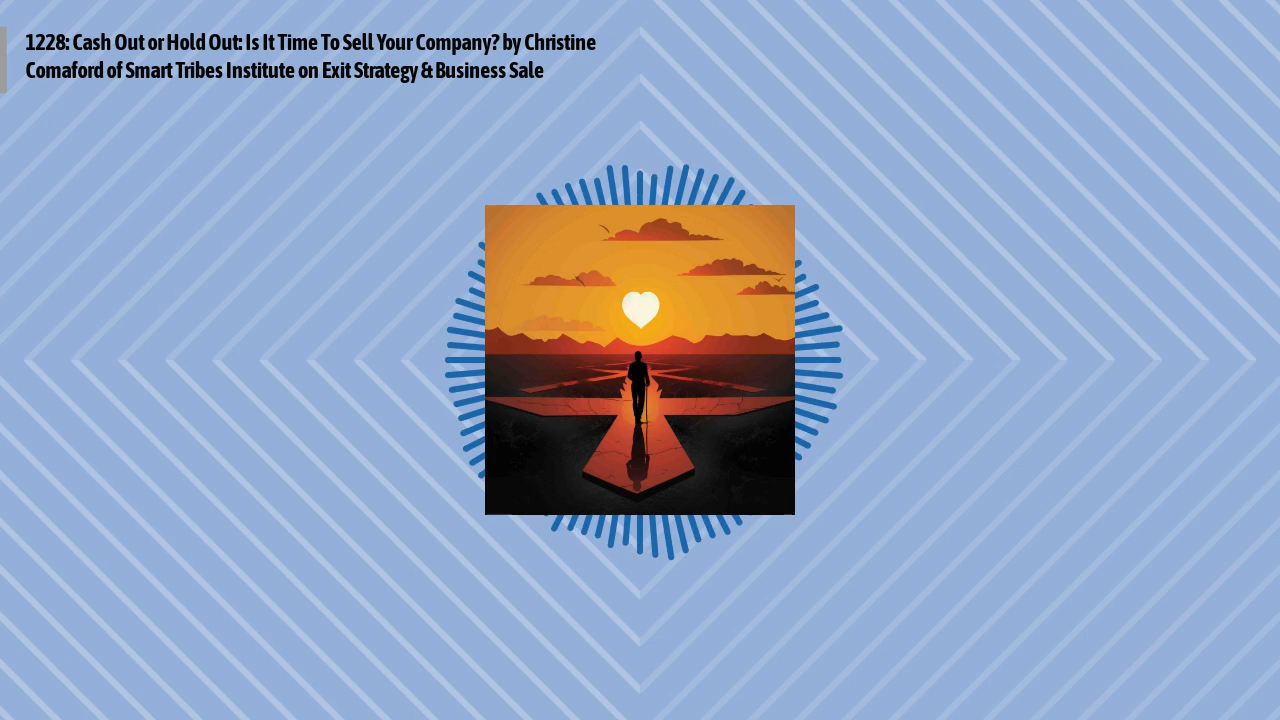 1228: Cash Out or Hold Out: Is It Time To Sell Your Company? by Christine
Comaford of Smart Tribes Institute on Exit Strategy & Business Sale